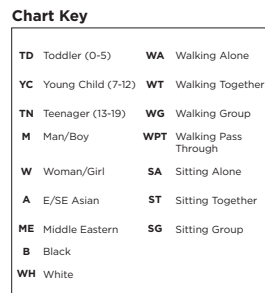 Chart Key
TD Toddler (0-5) WA Walking Alone
YC Young Child (7-12) WT Walking Together
TN Teenager (13-19) WG Walking Group
M Man/Boy WPT Walking Pass
Through
W Woman/Girl SA Sitting Alone
A E/SE Asian ST Sitting Together
ME Middle Eastern SG Sitting Group
B Black
WH White